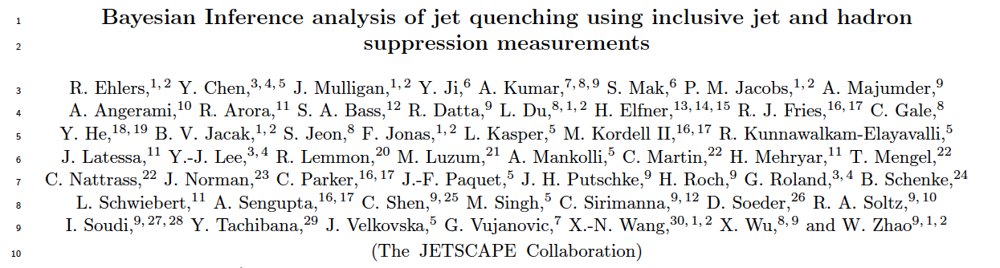 1 Bayesian Inference analysis of jet quenching using inclusive jet and hadron
2 suppression measurements
3 R. Ehlers,1, 2 Y. Chen,3, 4, 5 J. Mulligan,1, 2 Y. Ji,6 A. Kumar,7, 8, 9 S. Mak,6 P. M. Jacobs,1, 2 A. Majumder,9
4 A. Angerami,10 R. Arora,11 S. A. Bass,12 R. Datta,9 L. Du,8, 1, 2 H. Elfner,13, 14, 15 R. J. Fries,16, 17 C. Gale,8
5 Y. He,18, 19 B. V. Jacak,1, 2 S. Jeon,8 F. Jonas,1, 2 L. Kasper,5 M. Kordell II,16, 17 R. Kunnawalkam-Elayavalli,5
6 J. Latessa,11 Y.-J. Lee,3, 4 R. Lemmon,20 M. Luzum,21 A. Mankolli,5 C. Martin,22 H. Mehryar,11 T. Mengel,22
7 C. Nattrass,22 J. Norman,23 C. Parker,16, 17 J.-F. Paquet,5 J. H. Putschke,9 H. Roch,9 G. Roland,3, 4 B. Schenke,24
8 L. Schwiebert,11 A. Sengupta,16, 17 C. Shen,9, 25 M. Singh,5 C. Sirimanna,9, 12 D. Soeder,26 R. A. Soltz,9, 10
9 I. Soudi,9, 27, 28 Y. Tachibana,29 J. Velkovska,5 G. Vujanovic,7 X.-N. Wang,30, 1, 2 X. Wu,8, 9 and W. Zhao9, 1, 2
10 (The JETSCAPE Collaboration)